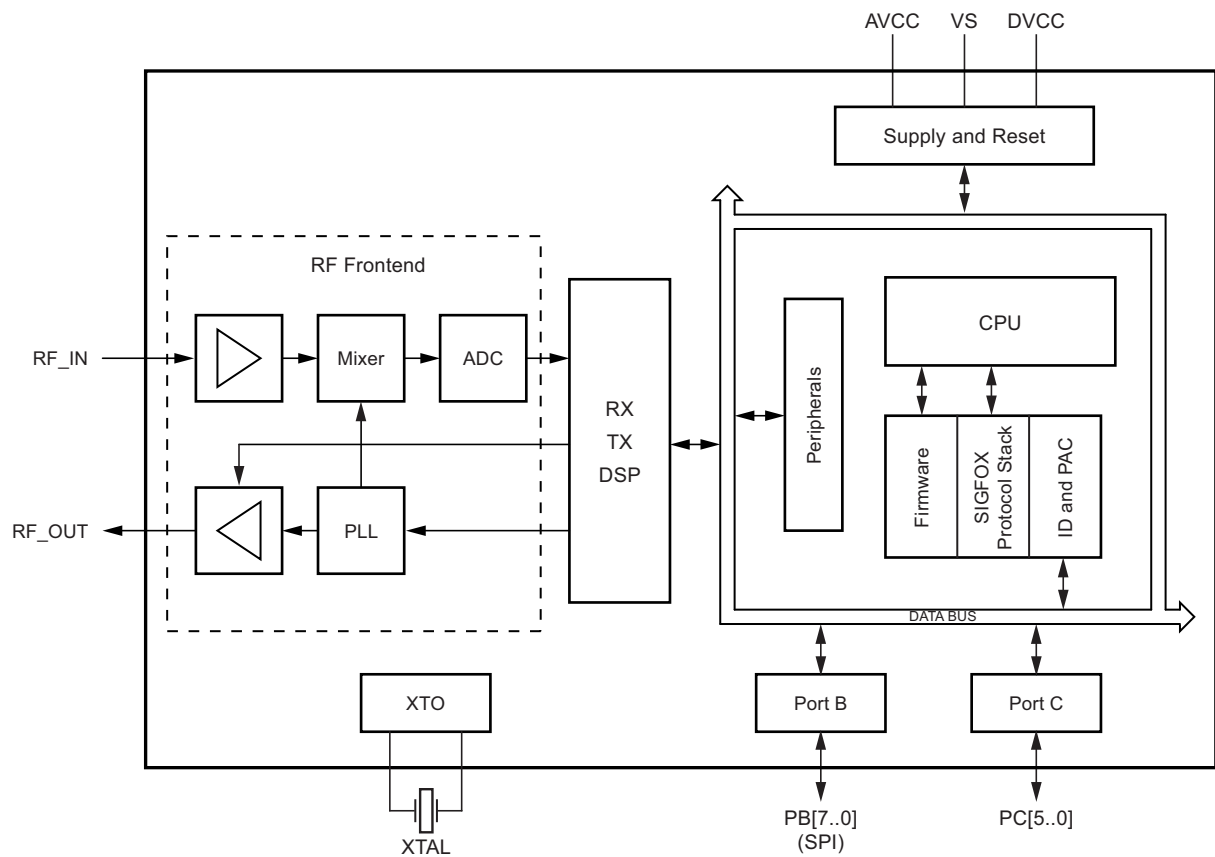 AVCC VS DVCC
Supply and Reset
RF Frontend
CPU
RF_IN
Mixer
ADC
Peripherals
RX
TX
DSP
Firmware
SIGFOX
Protocol Stack
ID and PAC
RF_OUT
PLL
DATA BUS
XTO
Port B
Port C
XTAL
PB[7..0]
(SPI)
PC[5..0]